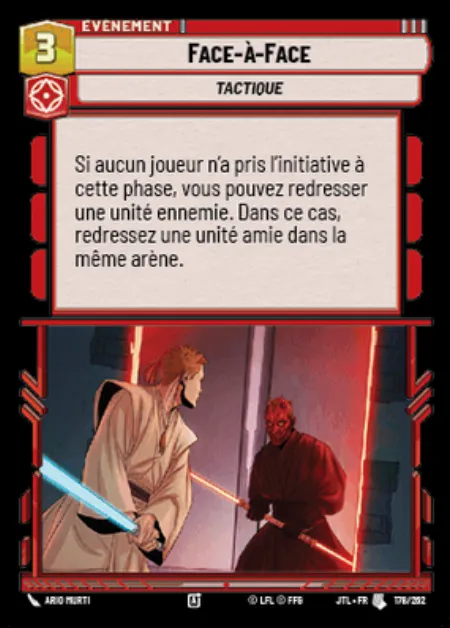 ÉVÉNEMENT
3
FACE-À-FACE
TACTIQUE
Si aucun joueur n'a pris l'initiative à
cette phase, vous pouvez redresser
une unité ennemie. Dans ce cas,
redressez une unité amie dans la
même arène.
ARIO MURTI
A
© LFL © FFG
JTL • FR
178/262